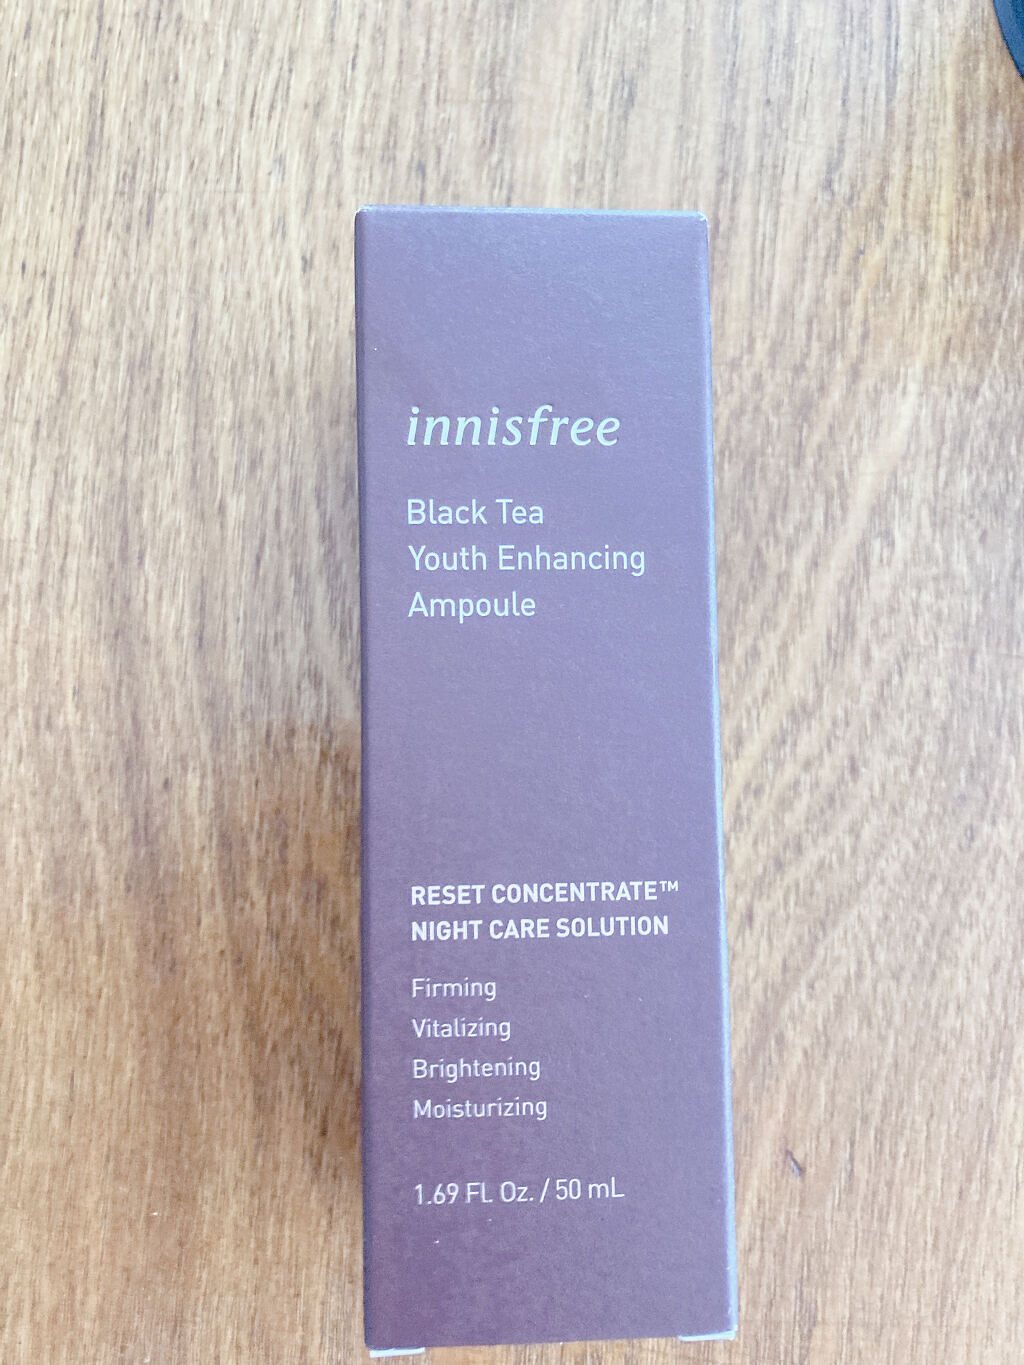 innisfree
Black Tea
Youth Enhancing
Ampoule
RESET CONCENTRATE™
NIGHT CARE SOLUTION
Firming
Vitalizing
Brightening
Moisturizing
1.69 FL Oz. / 50 mL